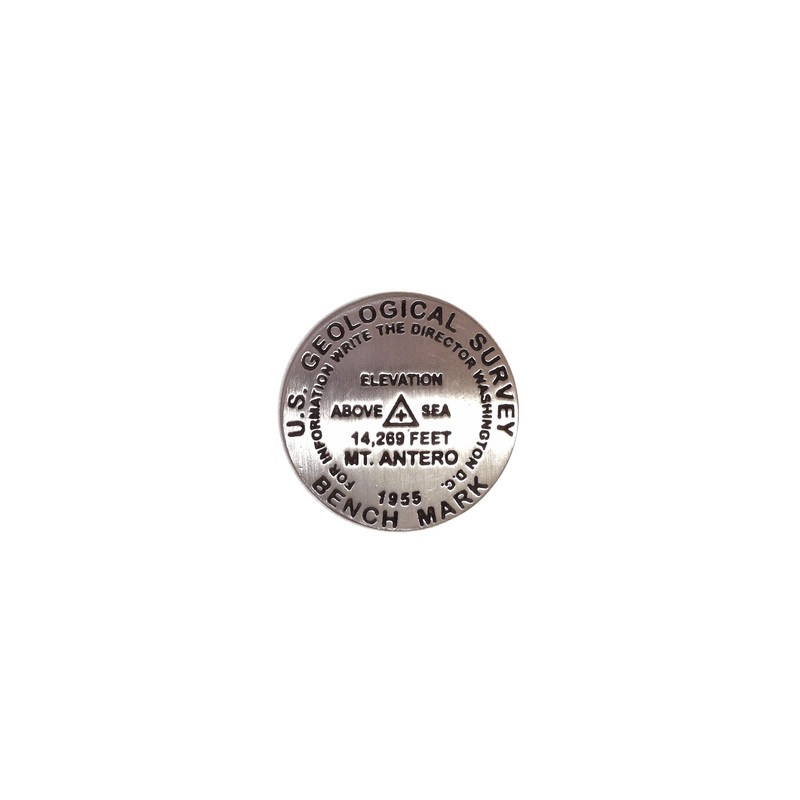 U.S. GEOLOGICAL SURVEY
FOR INFORMATION WRITE THE DIRECTOR WASHINGTON D.C.
ELEVATION
ABOVE SEA
14,269 FEET
MT. ANTERO
1955
BENCH MARK